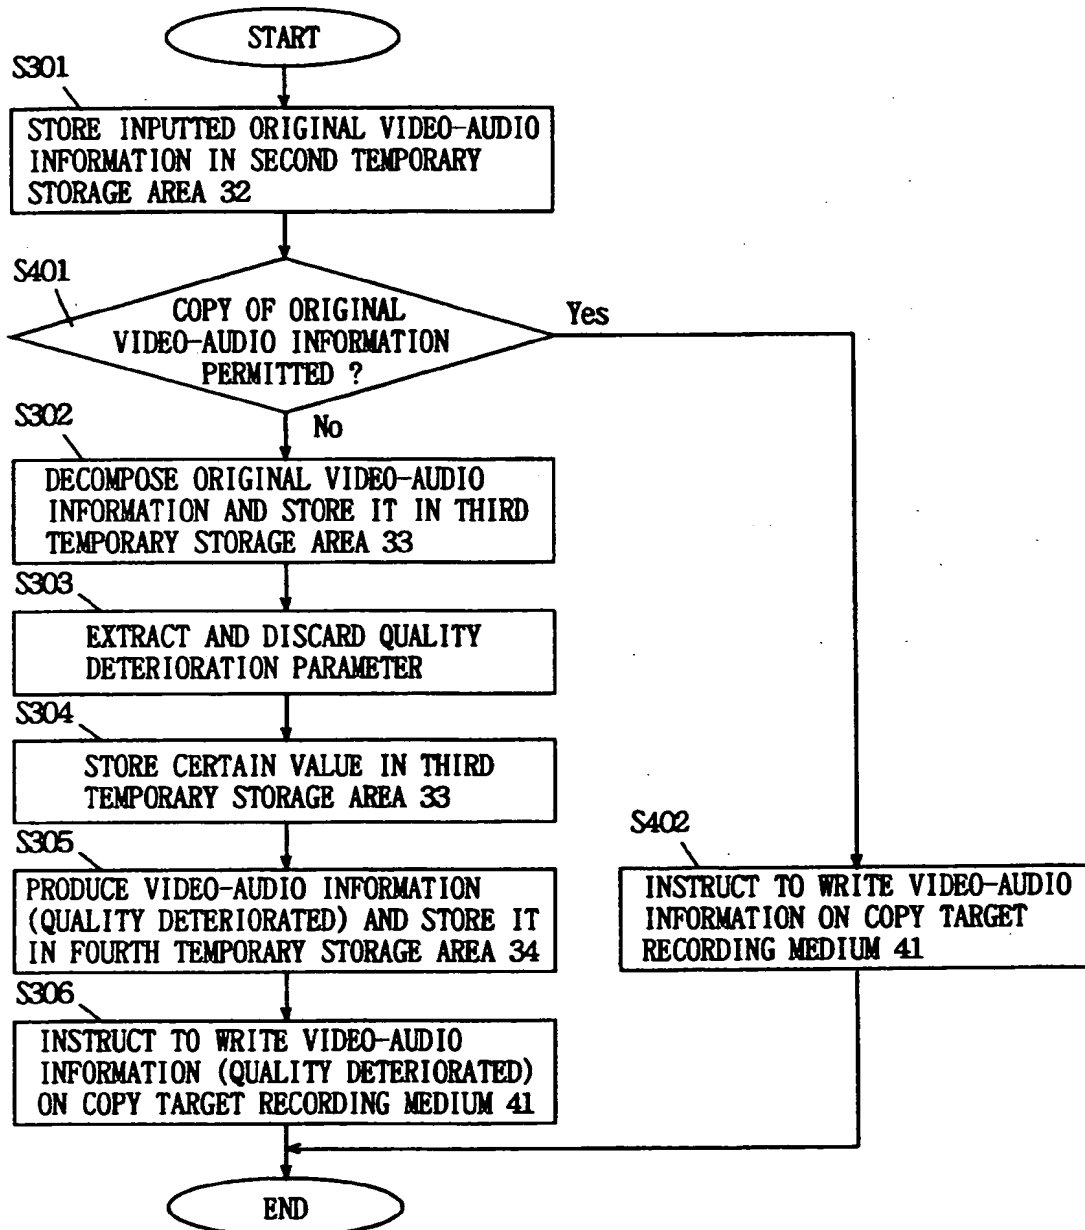 START
S301
STORE INPUTTED ORIGINAL VIDEO-AUDIO
INFORMATION IN SECOND TEMPORARY
STORAGE AREA 32
S401
COPY OF ORIGINAL
VIDEO-AUDIO INFORMATION
PERMITTED ?
Yes
No
S302
DECOMPOSE ORIGINAL VIDEO-AUDIO
INFORMATION AND STORE IT IN THIRD
TEMPORARY STORAGE AREA 33
S303
EXTRACT AND DISCARD QUALITY
DETERIORATION PARAMETER
S304
STORE CERTAIN VALUE IN THIRD
TEMPORARY STORAGE AREA 33
S305
PRODUCE VIDEO-AUDIO INFORMATION
(QUALITY DETERIORATED) AND STORE IT
IN FOURTH TEMPORARY STORAGE AREA 34
S402
INSTRUCT TO WRITE VIDEO-AUDIO
INFORMATION ON COPY TARGET
RECORDING MEDIUM 41
S306
INSTRUCT TO WRITE VIDEO-AUDIO
INFORMATION (QUALITY DETERIORATED)
ON COPY TARGET RECORDING MEDIUM 41
END